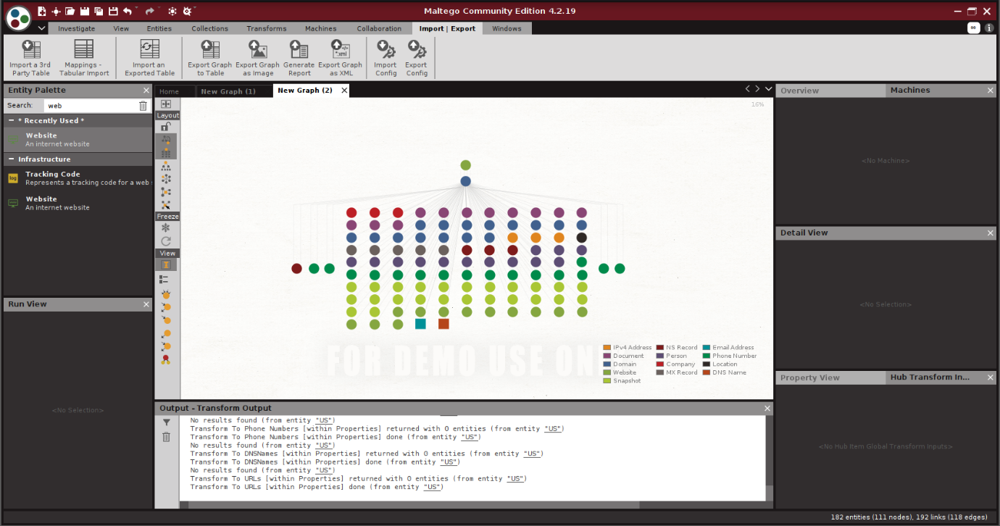 Maltego Community Edition 4.2.19
Investigate View Entities Collections Transforms Machines Collaboration Import | Export Windows
Import a 3rd Party Table
Mappings - Tabular Import
Import an Exported Table
Export Graph to Table
Export Graph as Image
Generate Report
Export Graph as XML
Import Config
Export Config
*.xml
Entity Palette
Search: web
* Recently Used *
Website
An internet website
Infrastructure
log
Tracking Code
Represents a tracking code for a web
Website
An internet website
Run View
<No Selection>
Home New Graph (1) New Graph (2)
16%
Layout
Freeze
View
FOR DEMO USE ON
IPv4 Address NS Record Email Address
Document Person Phone Number
Domain Company Location
Website MX Record DNS Name
Snapshot
Output - Transform Output
No results found (from entity "US")
Transform To Phone Numbers [within Properties] returned with 0 entities (from entity "US")
Transform To Phone Numbers [within Properties] done (from entity "US")
No results found (from entity "US")
Transform To DNSNames [within Properties] returned with 0 entities (from entity "US")
Transform To DNSNames [within Properties] done (from entity "US")
No results found (from entity "US")
Transform To URLs [within Properties] returned with 0 entities (from entity "US")
Transform To URLs [within Properties] done (from entity "US")
Overview Machines
<No Machine>
Detail View
<No Selection>
Property View Hub Transform In...
<No Hub Item Global Transform Inputs>
182 entities (111 nodes), 192 links (118 edges)